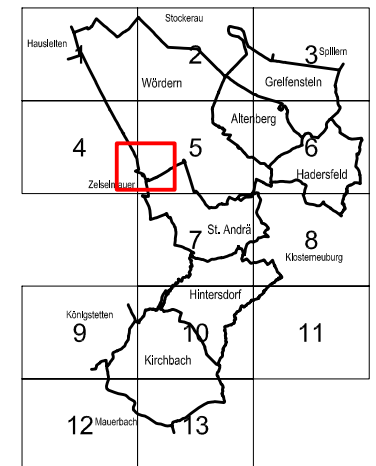 Stockerau
Hausleiten
1
2
3
Spillern
Wördern
Greifenstein
Altenberg
4
5
6
Hadersfeld
Zeiselmauer
7
St. Andrä
8
Klosterneuburg
Hintersdorf
Königstetten
9
10
11
Kirchbach
12
Mauerbach
13